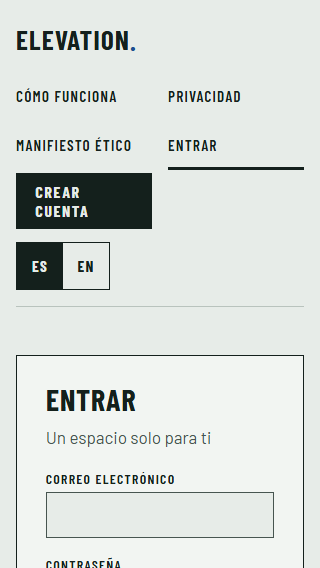 ELEVATION.
CÓMO FUNCIONA
PRIVACIDAD
MANIFIESTO ÉTICO
ENTRAR
CREAR
CUENTA
ES
EN
ENTRAR
Un espacio solo para ti
CORREO ELECTRÓNICO
CONTRASEÑA